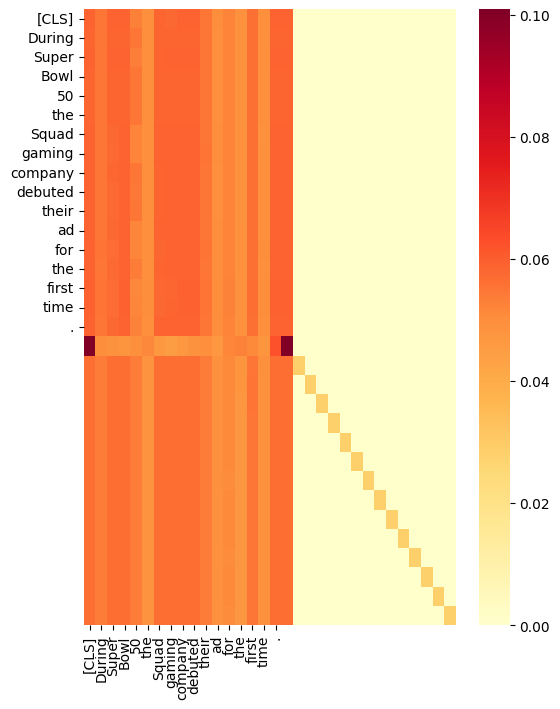 [CLS]
During
Super
Bowl
50
the
Squad
gaming
company
debuted
their
ad
for
the
first
time
.
0.10
0.08
0.06
0.04
0.02
0.00
[CLS]
During
Super
Bowl
50
the
Squad
gaming
company
debuted
their
ad
for
the
first
time
.